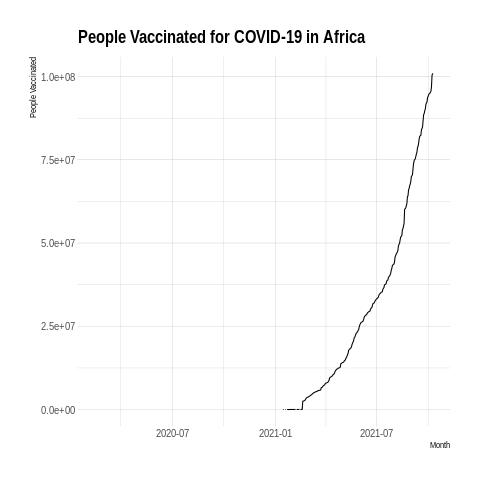 People Vaccinated for COVID-19 in Africa
People Vaccinated
1.0e+08
7.5e+07
5.0e+07
2.5e+07
0.0e+00
2020-07 2021-01 2021-07
Month